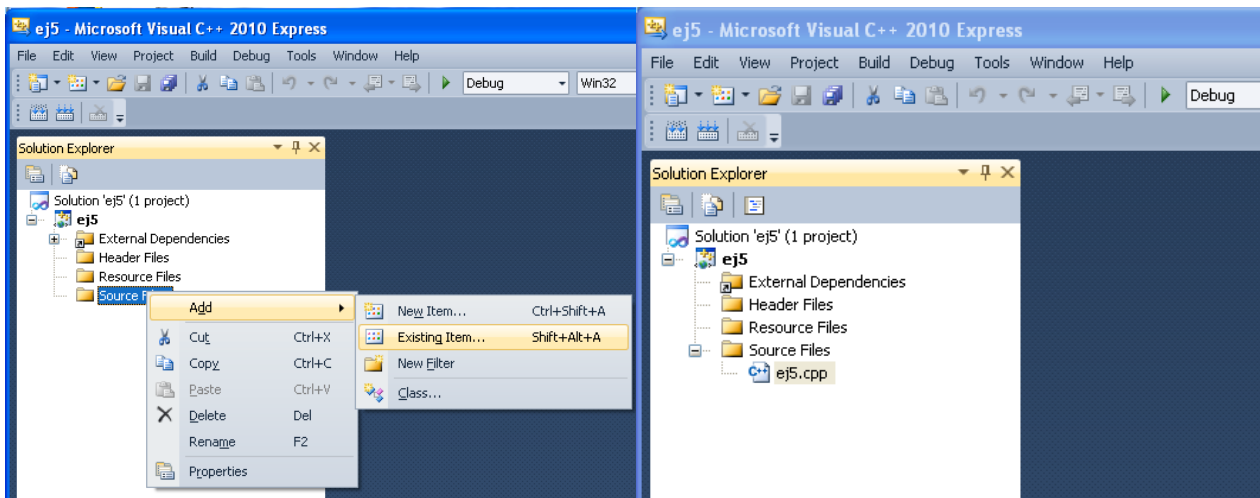 ej5 - Microsoft Visual C++ 2010 Express
File Edit View Project Build Debug Tools Window Help
Debug Win32
Solution Explorer
Solution 'ej5' (1 project)
ej5
External Dependencies
Header Files
Resource Files
Source F
Add
Cut Ctrl+X
Copy Ctrl+C
Paste Ctrl+V
Delete Del
Rename F2
Properties
New Item... Ctrl+Shift+A
Existing Item... Shift+Alt+A
New Filter
Class...
ej5 - Microsoft Visual C++ 2010 Express
File Edit View Project Build Debug Tools Window Help
Debug
Solution Explorer
Solution 'ej5' (1 project)
ej5
External Dependencies
Header Files
Resource Files
Source Files
ej5.cpp